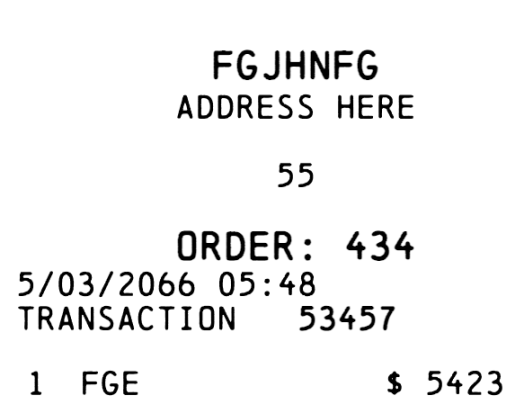 FGJHNFG
ADDRESS HERE
55
ORDER: 434
5/03/2066 05:48
TRANSACTION 53457
1 FGE $ 5423